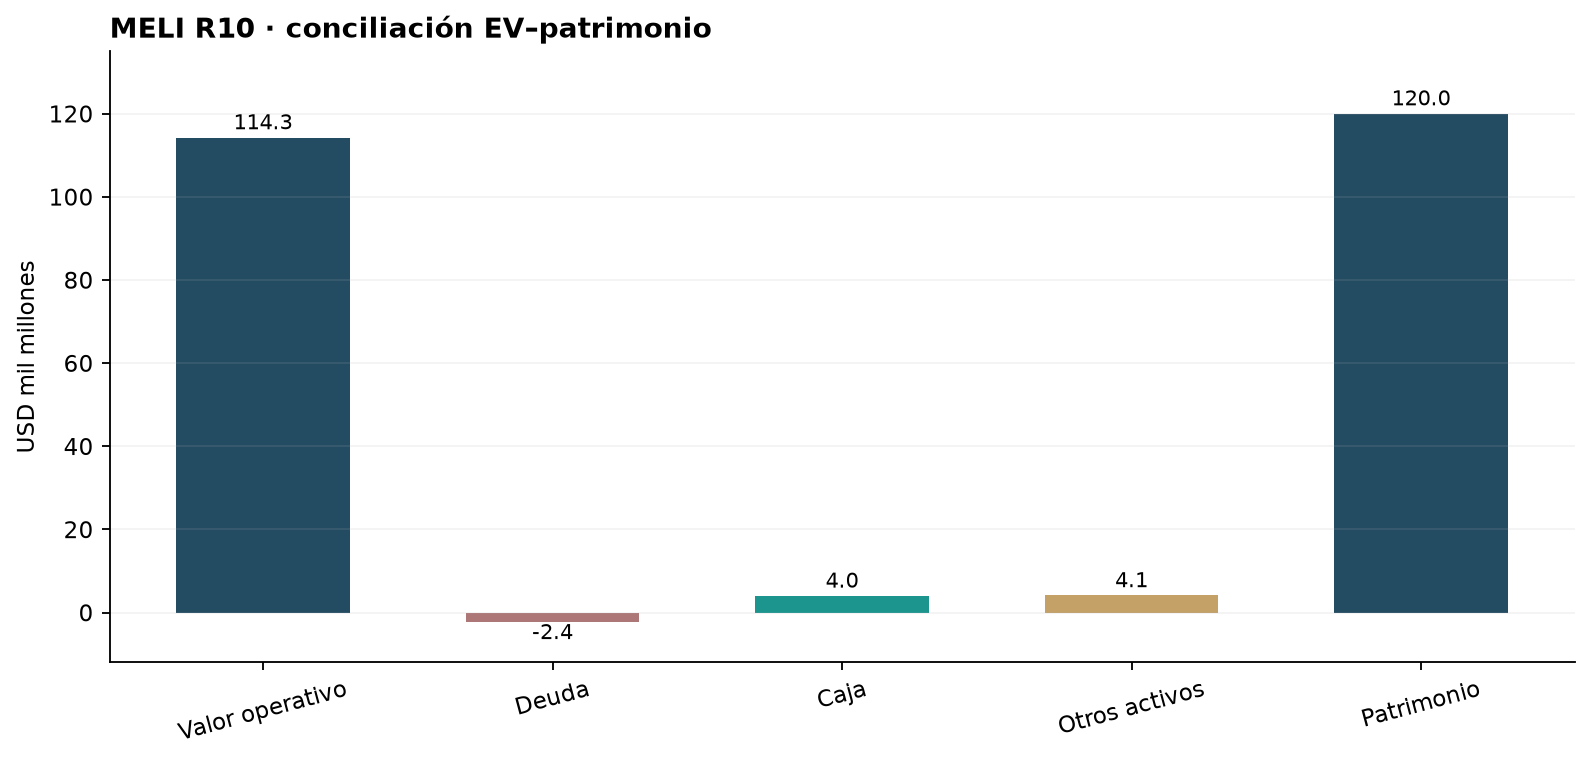 MELI R10 · conciliación EV–patrimonio
USD mil millones
120
100
80
60
40
20
0
114.3
-2.4
4.0
4.1
120.0
Valor operativo
Deuda
Caja
Otros activos
Patrimonio